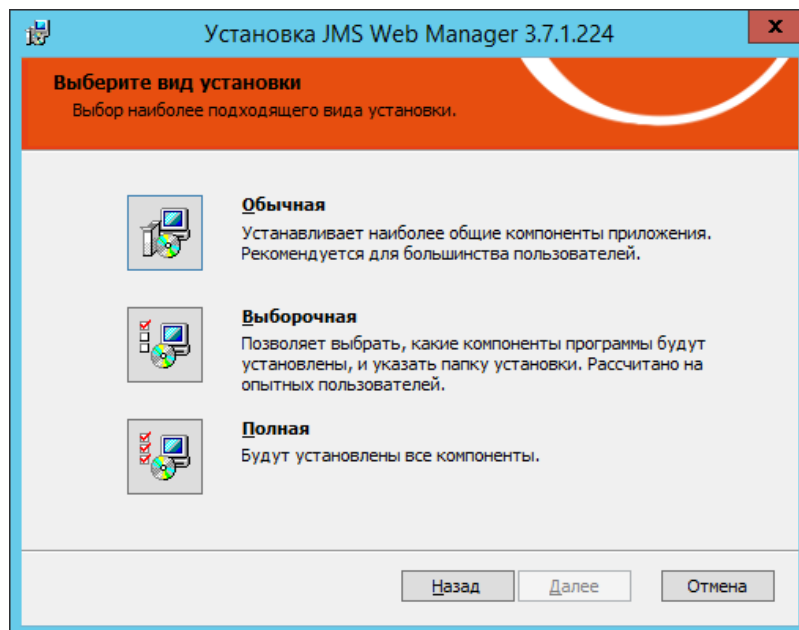 Установка JMS Web Manager 3.7.1.224
x
Выберите вид установки
Выбор наиболее подходящего вида установки.
Обычная
Устанавливает наиболее общие компоненты приложения.
Рекомендуется для большинства пользователей.
Выборочная
Позволяет выбрать, какие компоненты программы будут
установлены, и указать папку установки. Рассчитано на
опытных пользователей.
Полная
Будут установлены все компоненты.
Назад
Далее
Отмена